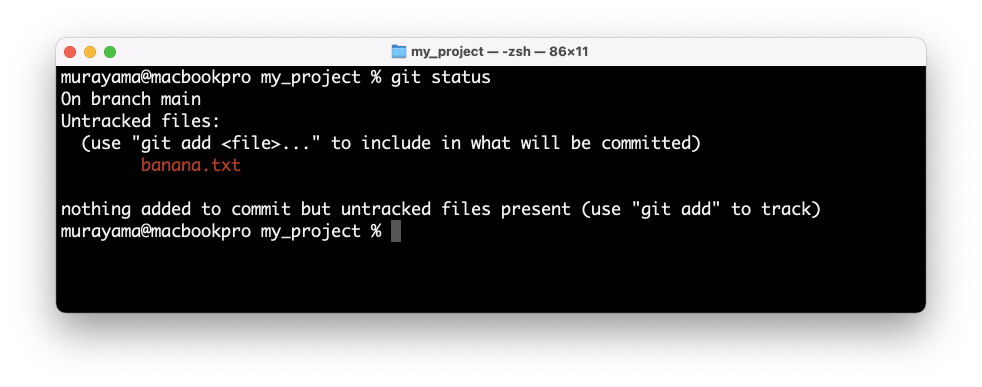 my_project — -zsh — 86×11
murayama@macbookpro my_project % git status
On branch main
Untracked files:
  (use "git add <file>..." to include in what will be committed)
        banana.txt

nothing added to commit but untracked files present (use "git add" to track)
murayama@macbookpro my_project %